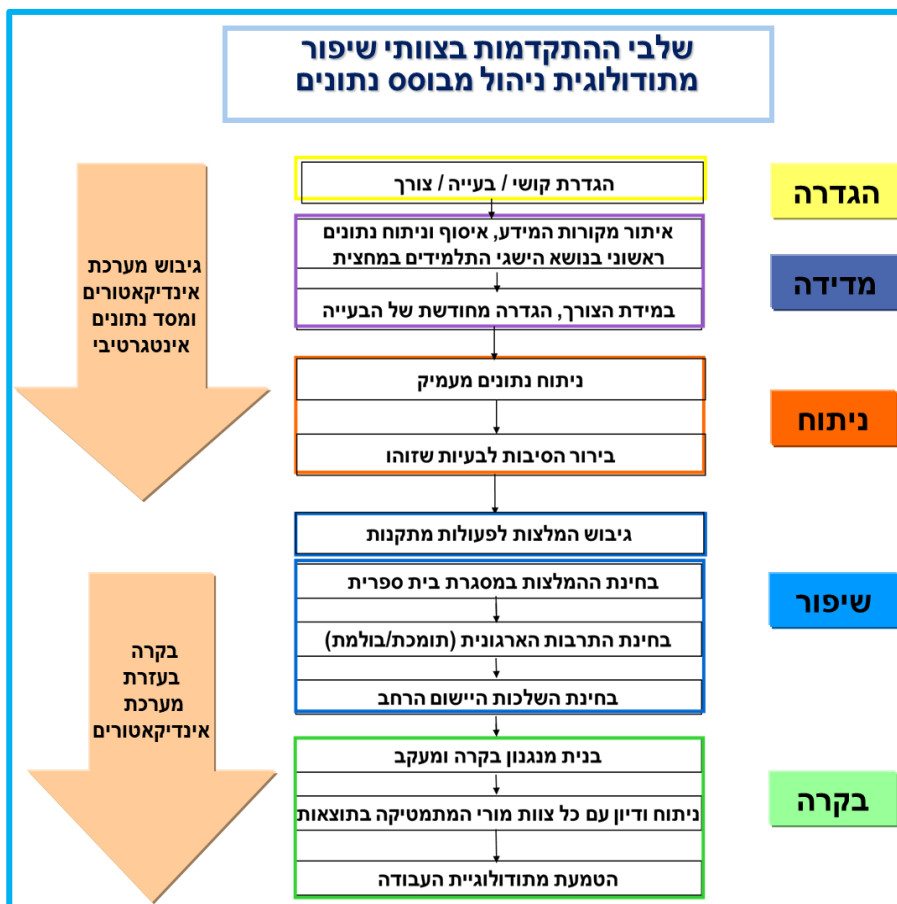 שלבי ההתקדמות בצוותי שיפור
מתודולוגית ניהול מבוסס נתונים
הגדרה
הגדרת קושי / בעייה / צורך
מדידה
איתור מקורות המידע, איסוף וניתוח נתונים
ראשוני בנושא הישגי התלמידים במחצית
במידת הצורך, הגדרה מחודשת של הבעייה
גיבוש מערכת
אינדיקאטורים
ומסד נתונים
אינטגרטיבי
ניתוח
ניתוח נתונים מעמיק
בירור הסיבות לבעיות שזוהו
גיבוש המלצות לפעולות מתקנות
שיפור
בחינת ההמלצות במסגרת בית ספרית
בחינת התרבות הארגונית (תומכת/בולמת)
בחינת השלכות היישום הרחב
בקרה
בעזרת
מערכת
אינדיקאטורים
בקרה
בנית מנגנון בקרה ומעקב
ניתוח ודיון עם כל צוות מורי המתמטיקה בתוצאות
הטמעת מתודולוגיית העבודה